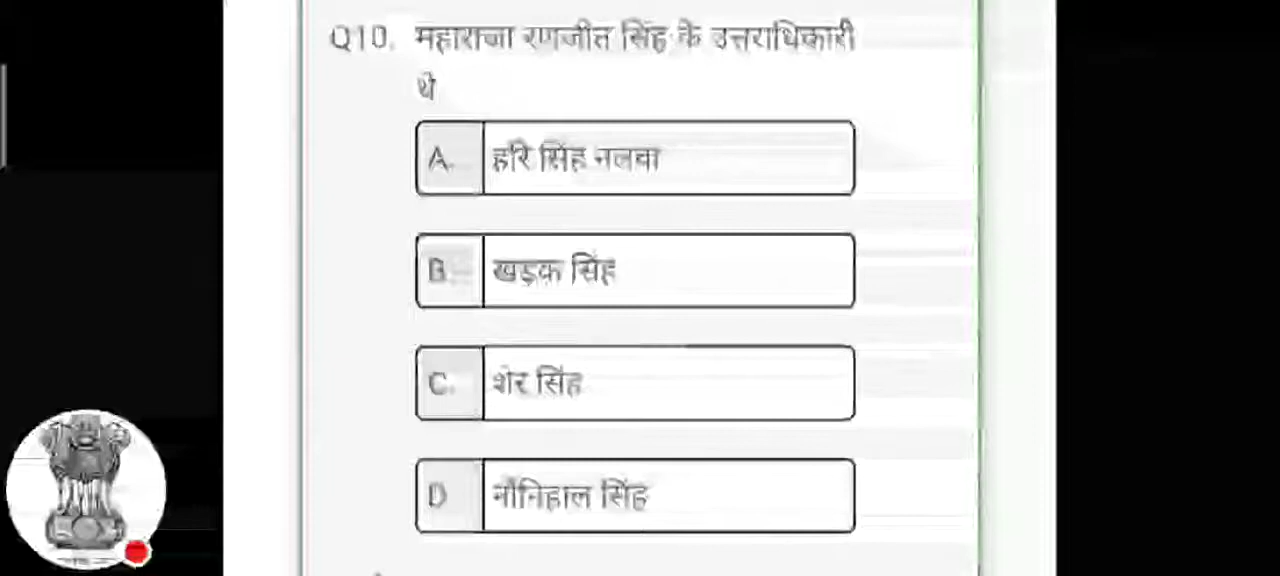 Q10. महाराजा रणजीत सिंह के उत्तराधिकारी
थे
A. हरि सिंह नलवा
B. खड़क सिंह
C. शेर सिंह
D नौनिहाल सिंह